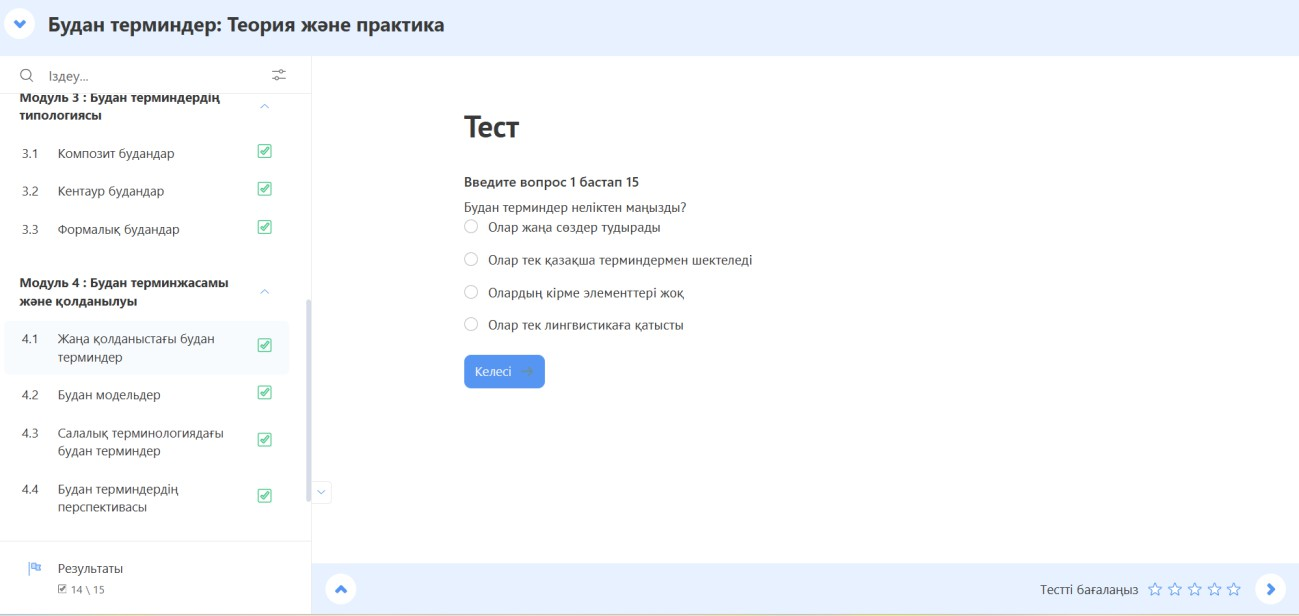 Будан терминдер: Теория және практика
Іздеу...
Модуль 3 : Будан терминдердің
типологиясы
3.1 Композит будандар
3.2 Кентаур будандар
3.3 Формалық будандар
Модуль 4 : Будан терминжасамы
және қолданылуы
4.1 Жаңа қолданыстағы будан
терминдер
4.2 Будан модельдер
4.3 Салалық терминологиядағы
будан терминдер
4.4 Будан терминдердің
перспективасы
Результаты
14 \ 15
Тест
Введите вопрос 1 бастап 15
Будан терминдер неліктен маңызды?
Олар жаңа сөздер тудырады
Олар тек қазақша терминдермен шектеледі
Олардың кірме элементтері жоқ
Олар тек лингвистикаға қатысты
Келесі
Тестті бағалаңыз